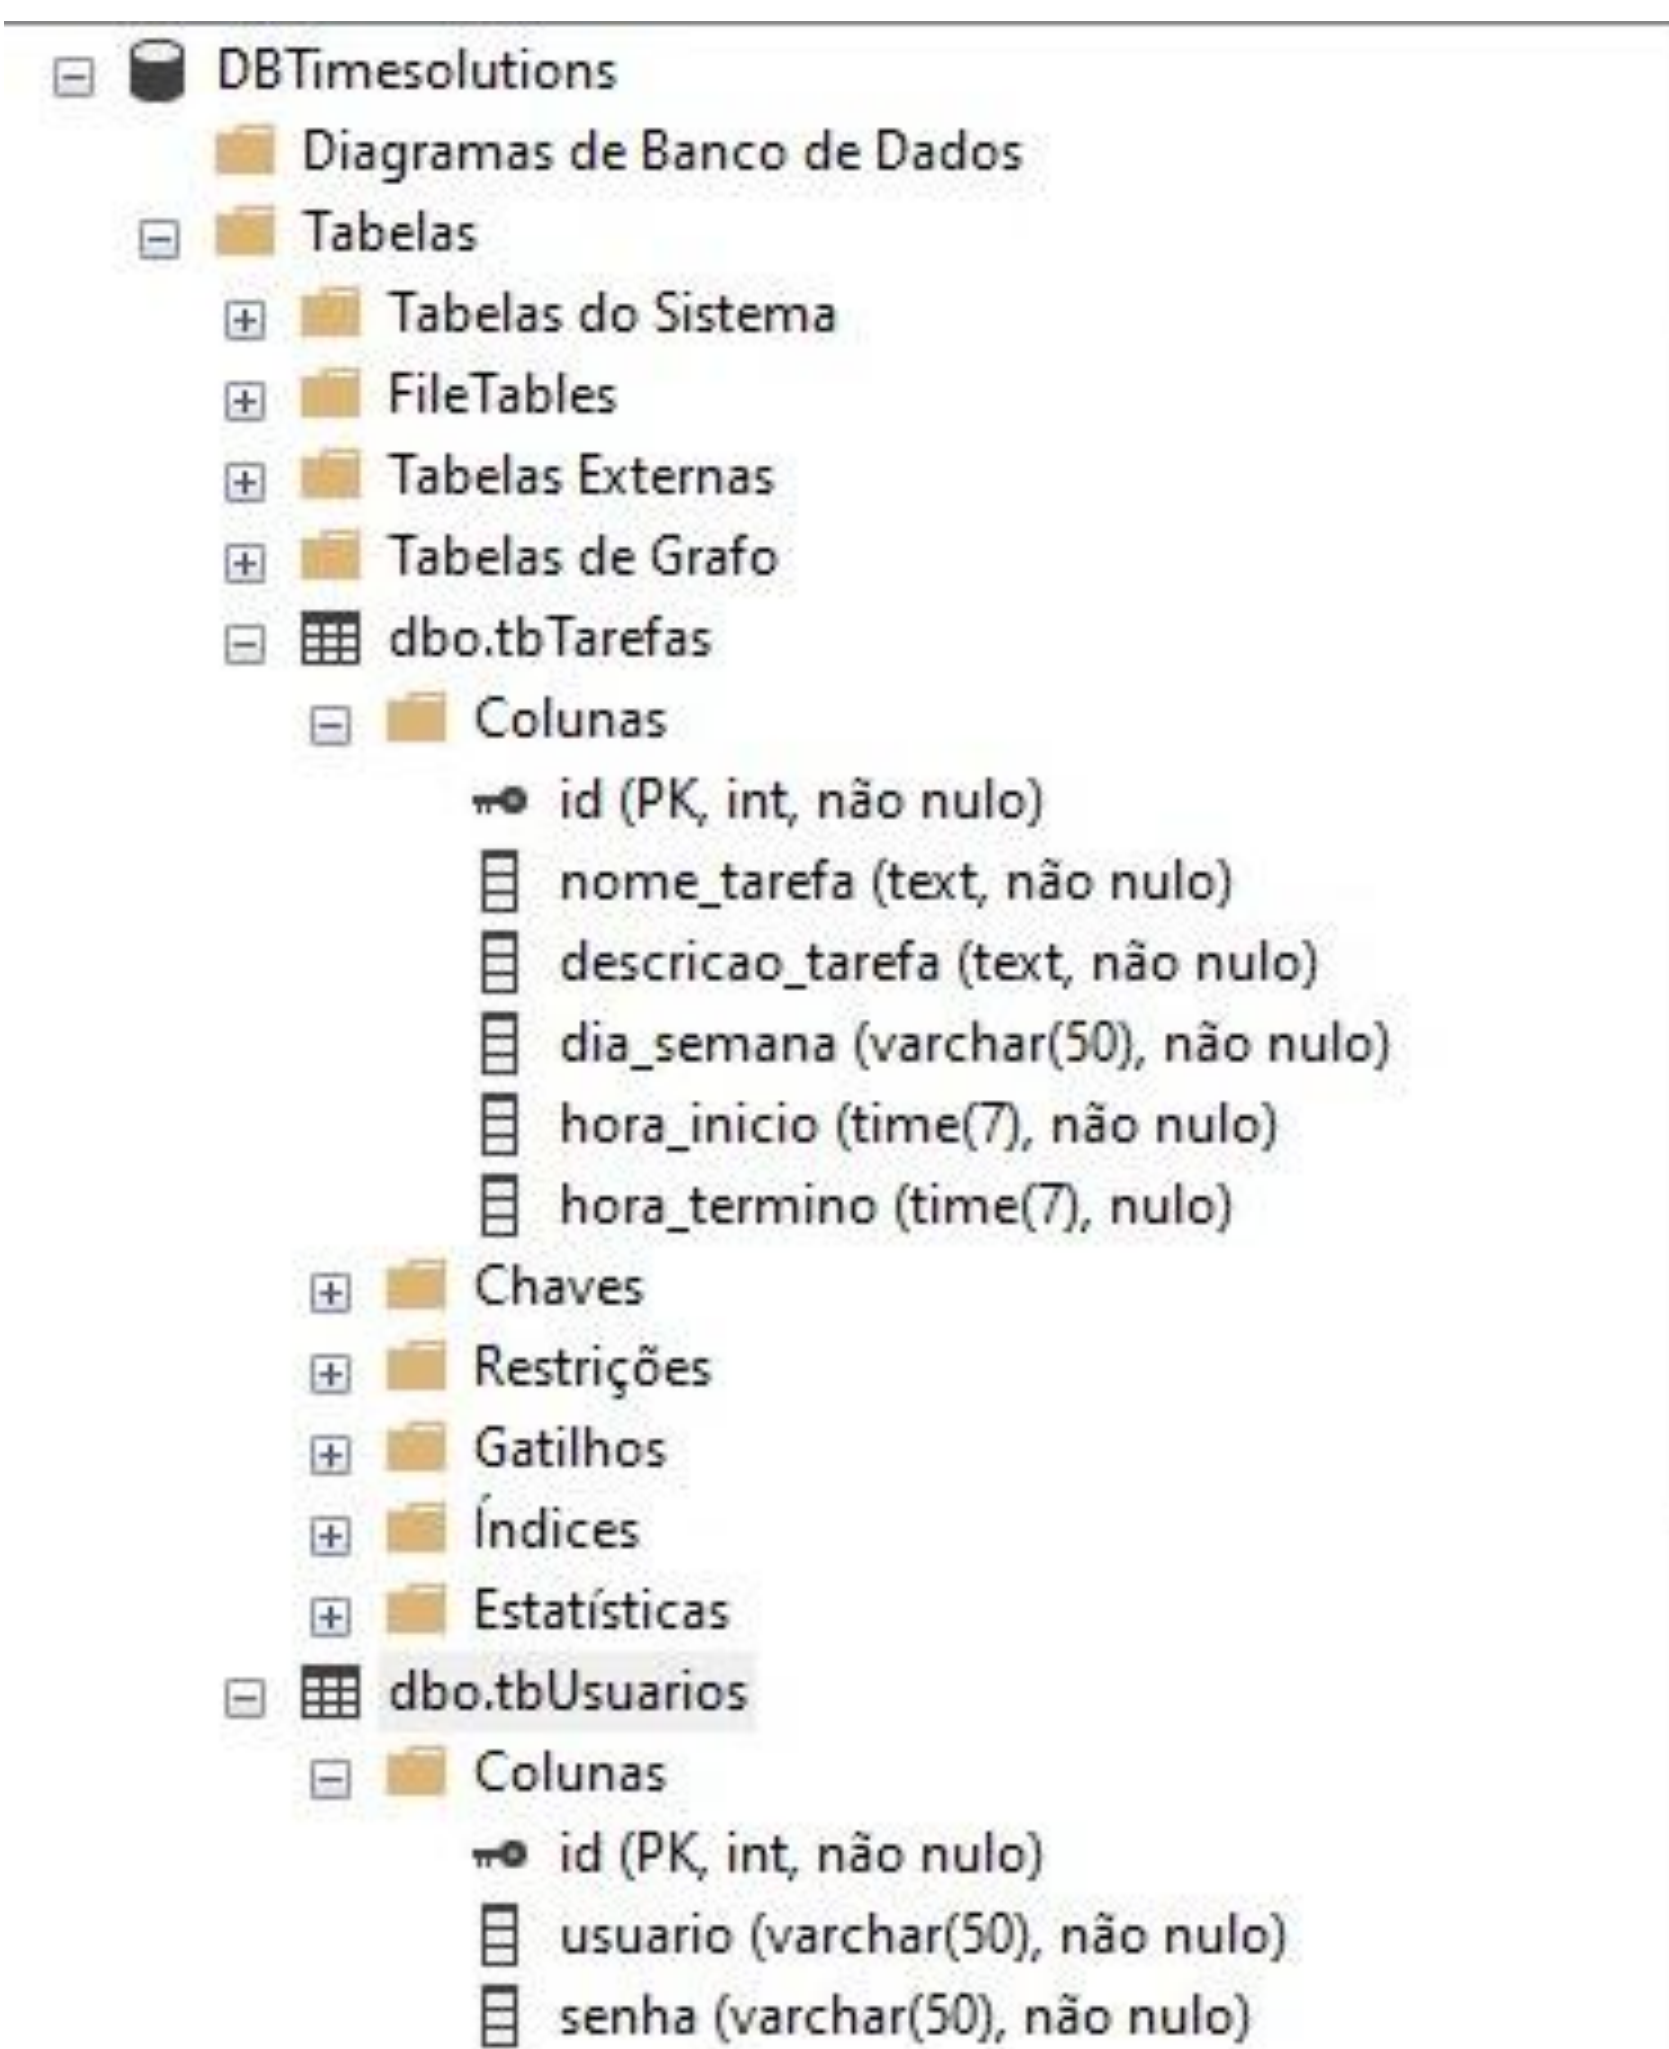 DBTimesolutions
Diagramas de Banco de Dados
Tabelas
Tabelas do Sistema
FileTables
Tabelas Externas
Tabelas de Grafo
dbo.tbTarefas
Colunas
id (PK, int, não nulo)
nome_tarefa (text, não nulo)
descricao_tarefa (text, não nulo)
dia_semana (varchar(50), não nulo)
hora_inicio (time(7), não nulo)
hora_termino (time(7), nulo)
Chaves
Restrições
Gatilhos
Índices
Estatísticas
dbo.tbUsuarios
Colunas
id (PK, int, não nulo)
usuario (varchar(50), não nulo)
senha (varchar(50), não nulo)